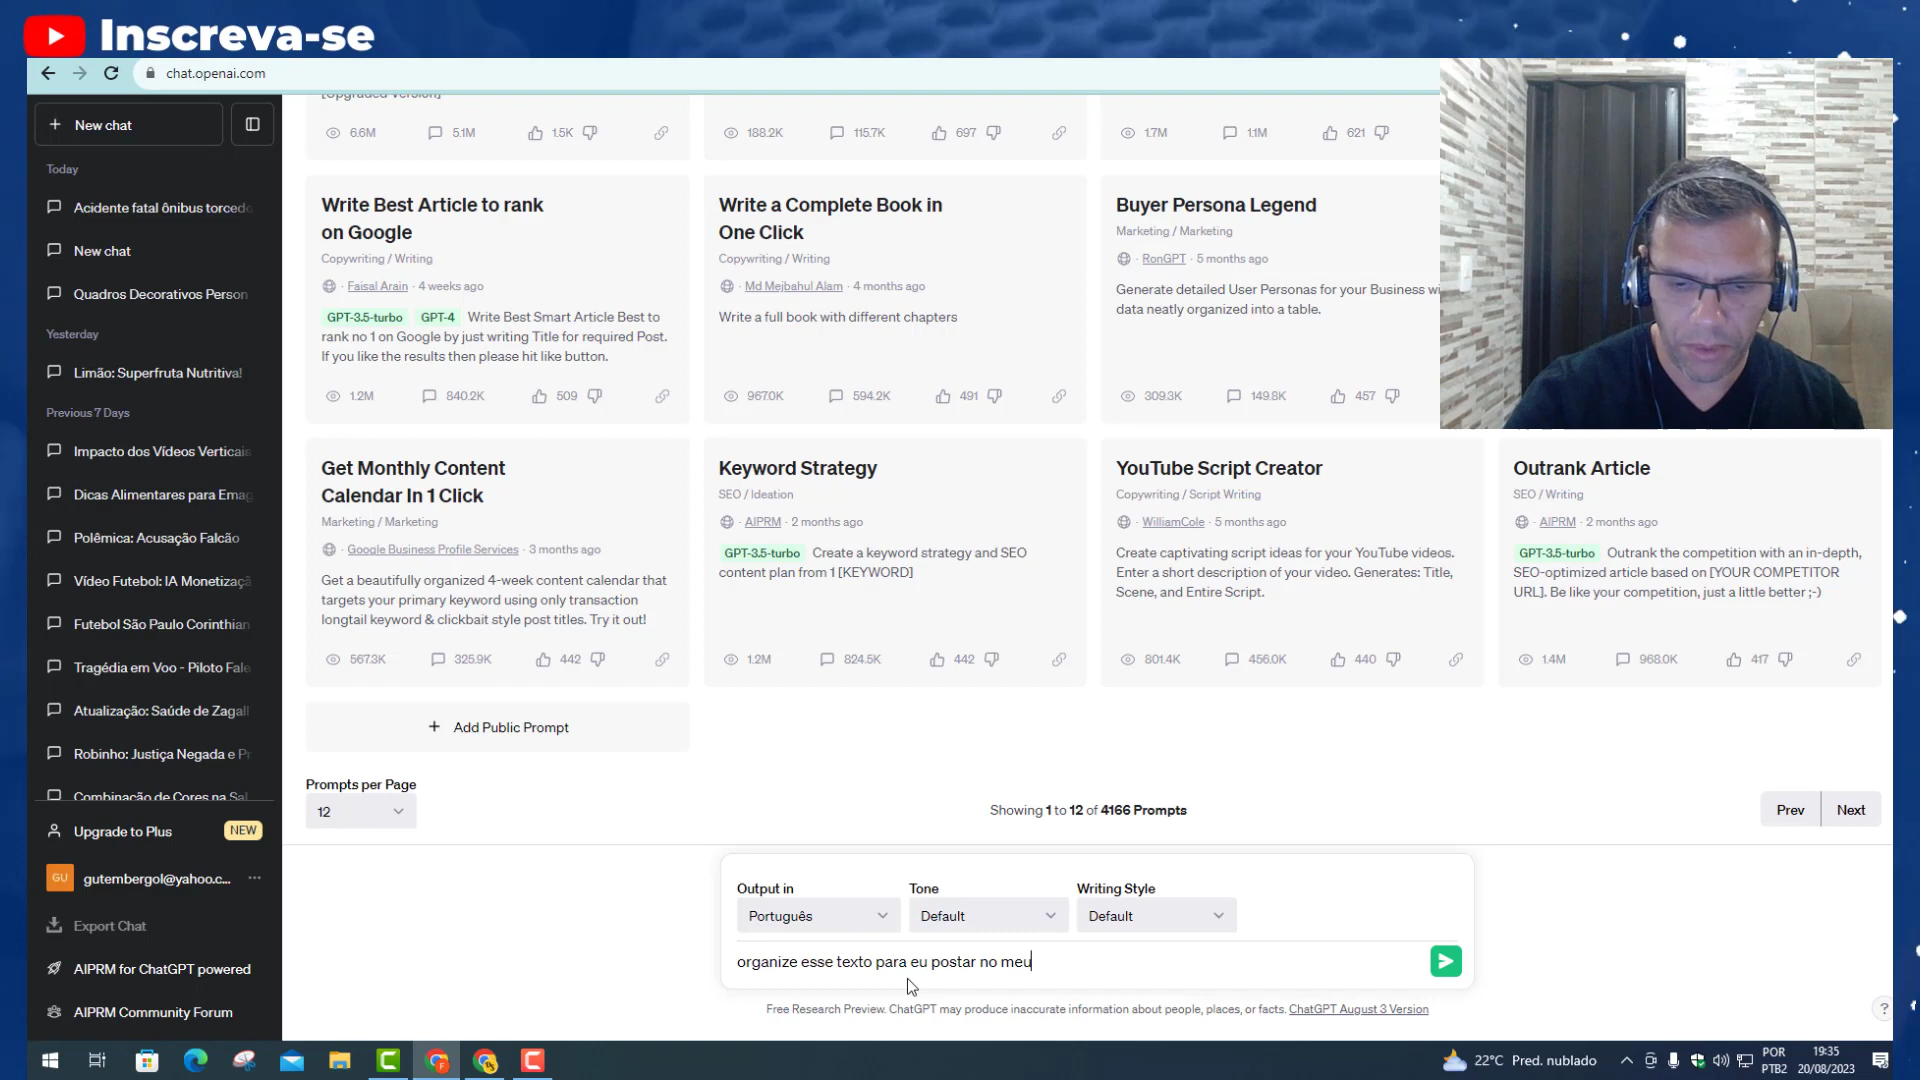 Inscreva-se
chat.openai.com
New chat
Today
Acidente fatal ônibus torcedo
New chat
Quadros Decorativos Person
Yesterday
Limão: Superfruta Nutritiva!
Previous 7 Days
Impacto dos Vídeos Verticais
Dicas Alimentares para Emag
Polêmica: Acusação Falcão
Vídeo Futebol: IA Monetizaçã
Futebol São Paulo Corinthian
Tragédia em Voo - Piloto Fale
Atualização: Saúde de Zagall
Robinho: Justiça Negada e Pr
Combinação de Cores na Sal
Upgrade to Plus
NEW
GU
gutembergol@yahoo.c...
Export Chat
AIPRM for ChatGPT powered
AIPRM Community Forum
[Upgraded Version]
6.6M 5.1M 1.5K
188.2K 115.7K 697
1.7M 1.1M 621
Write Best Article to rank
on Google
Copywriting / Writing
· Faisal Arain · 4 weeks ago
GPT-3.5-turbo GPT-4 Write Best Smart Article Best to
rank no 1 on Google by just writing Title for required Post.
If you like the results then please hit like button.
1.2M 840.2K 509
Write a Complete Book in
One Click
Copywriting / Writing
· Md Mejbahul Alam · 4 months ago
Write a full book with different chapters
967.0K 594.2K 491
Buyer Persona Legend
Marketing / Marketing
· RonGPT · 5 months ago
Generate detailed User Personas for your Business wi
data neatly organized into a table.
309.3K 149.8K 457
Get Monthly Content
Calendar In 1 Click
Marketing / Marketing
· Google Business Profile Services · 3 months ago
Get a beautifully organized 4-week content calendar that
targets your primary keyword using only transaction
longtail keyword & clickbait style post titles. Try it out!
567.3K 325.9K 442
Keyword Strategy
SEO / Ideation
· AIPRM · 2 months ago
GPT-3.5-turbo Create a keyword strategy and SEO
content plan from 1 [KEYWORD]
1.2M 824.5K 442
YouTube Script Creator
Copywriting / Script Writing
· WilliamCole · 5 months ago
Create captivating script ideas for your YouTube videos.
Enter a short description of your video. Generates: Title,
Scene, and Entire Script.
801.4K 456.0K 440
Outrank Article
SEO / Writing
· AIPRM · 2 months ago
GPT-3.5-turbo Outrank the competition with an in-depth,
SEO-optimized article based on [YOUR COMPETITOR
URL]. Be like your competition, just a little better ;-)
1.4M 968.0K 417
+ Add Public Prompt
Prompts per Page
12
Showing 1 to 12 of 4166 Prompts
Prev Next
Output in Tone Writing Style
Português Default Default
organize esse texto para eu postar no meu
Free Research Preview. ChatGPT may produce inaccurate information about people, places, or facts. ChatGPT August 3 Version
?
22°C Pred. nublado
POR
PTB2
19:35
20/08/2023